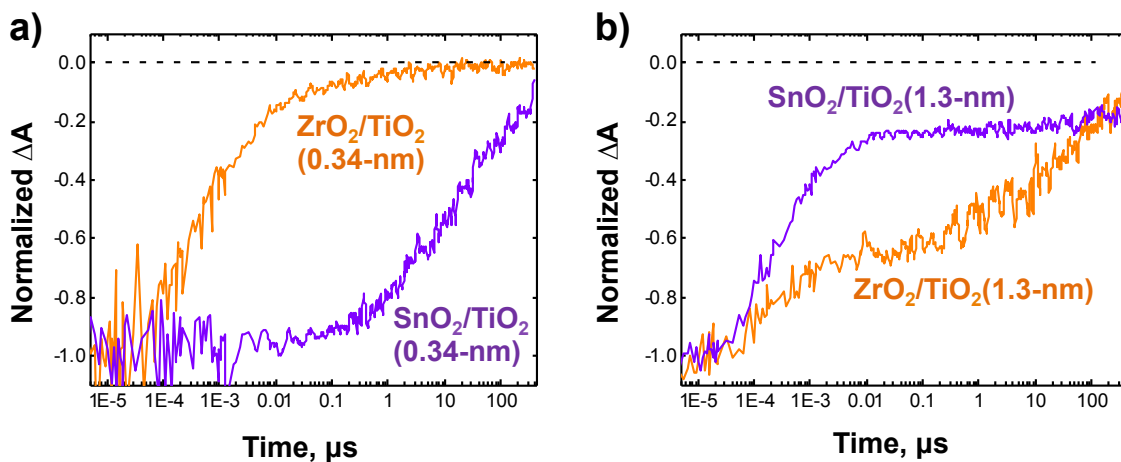 a)
Normalized ΔA
0.0
-0.2
-0.4
-0.6
-0.8
-1.0
ZrO₂/TiO₂
(0.34-nm)
SnO₂/TiO₂
(0.34-nm)
1E-5 1E-4 1E-3 0.01 0.1 1 10 100
Time, µs
b)
Normalized ΔA
0.0
-0.2
-0.4
-0.6
-0.8
-1.0
SnO₂/TiO₂(1.3-nm)
ZrO₂/TiO₂(1.3-nm)
1E-5 1E-4 1E-3 0.01 0.1 1 10 100
Time, µs